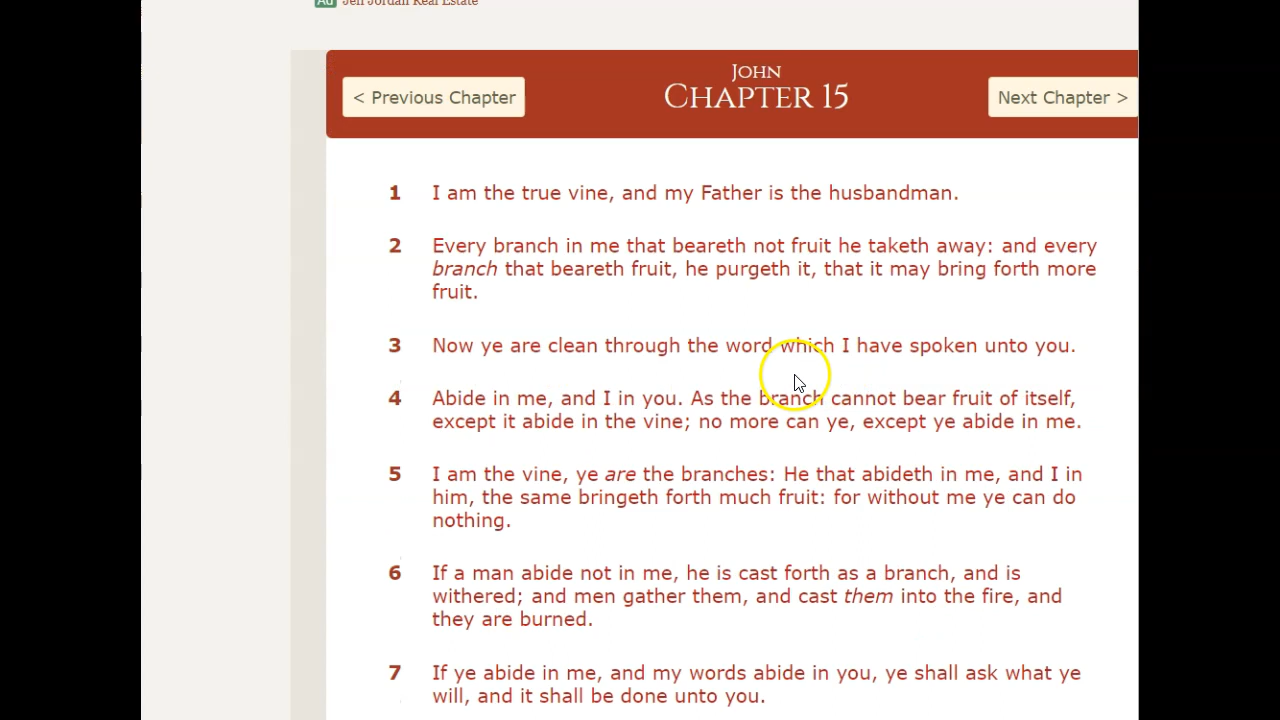 Ad Jen Jordan Real Estate
JOHN
CHAPTER 15
< Previous Chapter
Next Chapter >
1 I am the true vine, and my Father is the husbandman.
2 Every branch in me that beareth not fruit he taketh away: and every
branch that beareth fruit, he purgeth it, that it may bring forth more
fruit.
3 Now ye are clean through the word which I have spoken unto you.
4 Abide in me, and I in you. As the branch cannot bear fruit of itself,
except it abide in the vine; no more can ye, except ye abide in me.
5 I am the vine, ye are the branches: He that abideth in me, and I in
him, the same bringeth forth much fruit: for without me ye can do
nothing.
6 If a man abide not in me, he is cast forth as a branch, and is
withered; and men gather them, and cast them into the fire, and
they are burned.
7 If ye abide in me, and my words abide in you, ye shall ask what ye
will, and it shall be done unto you.